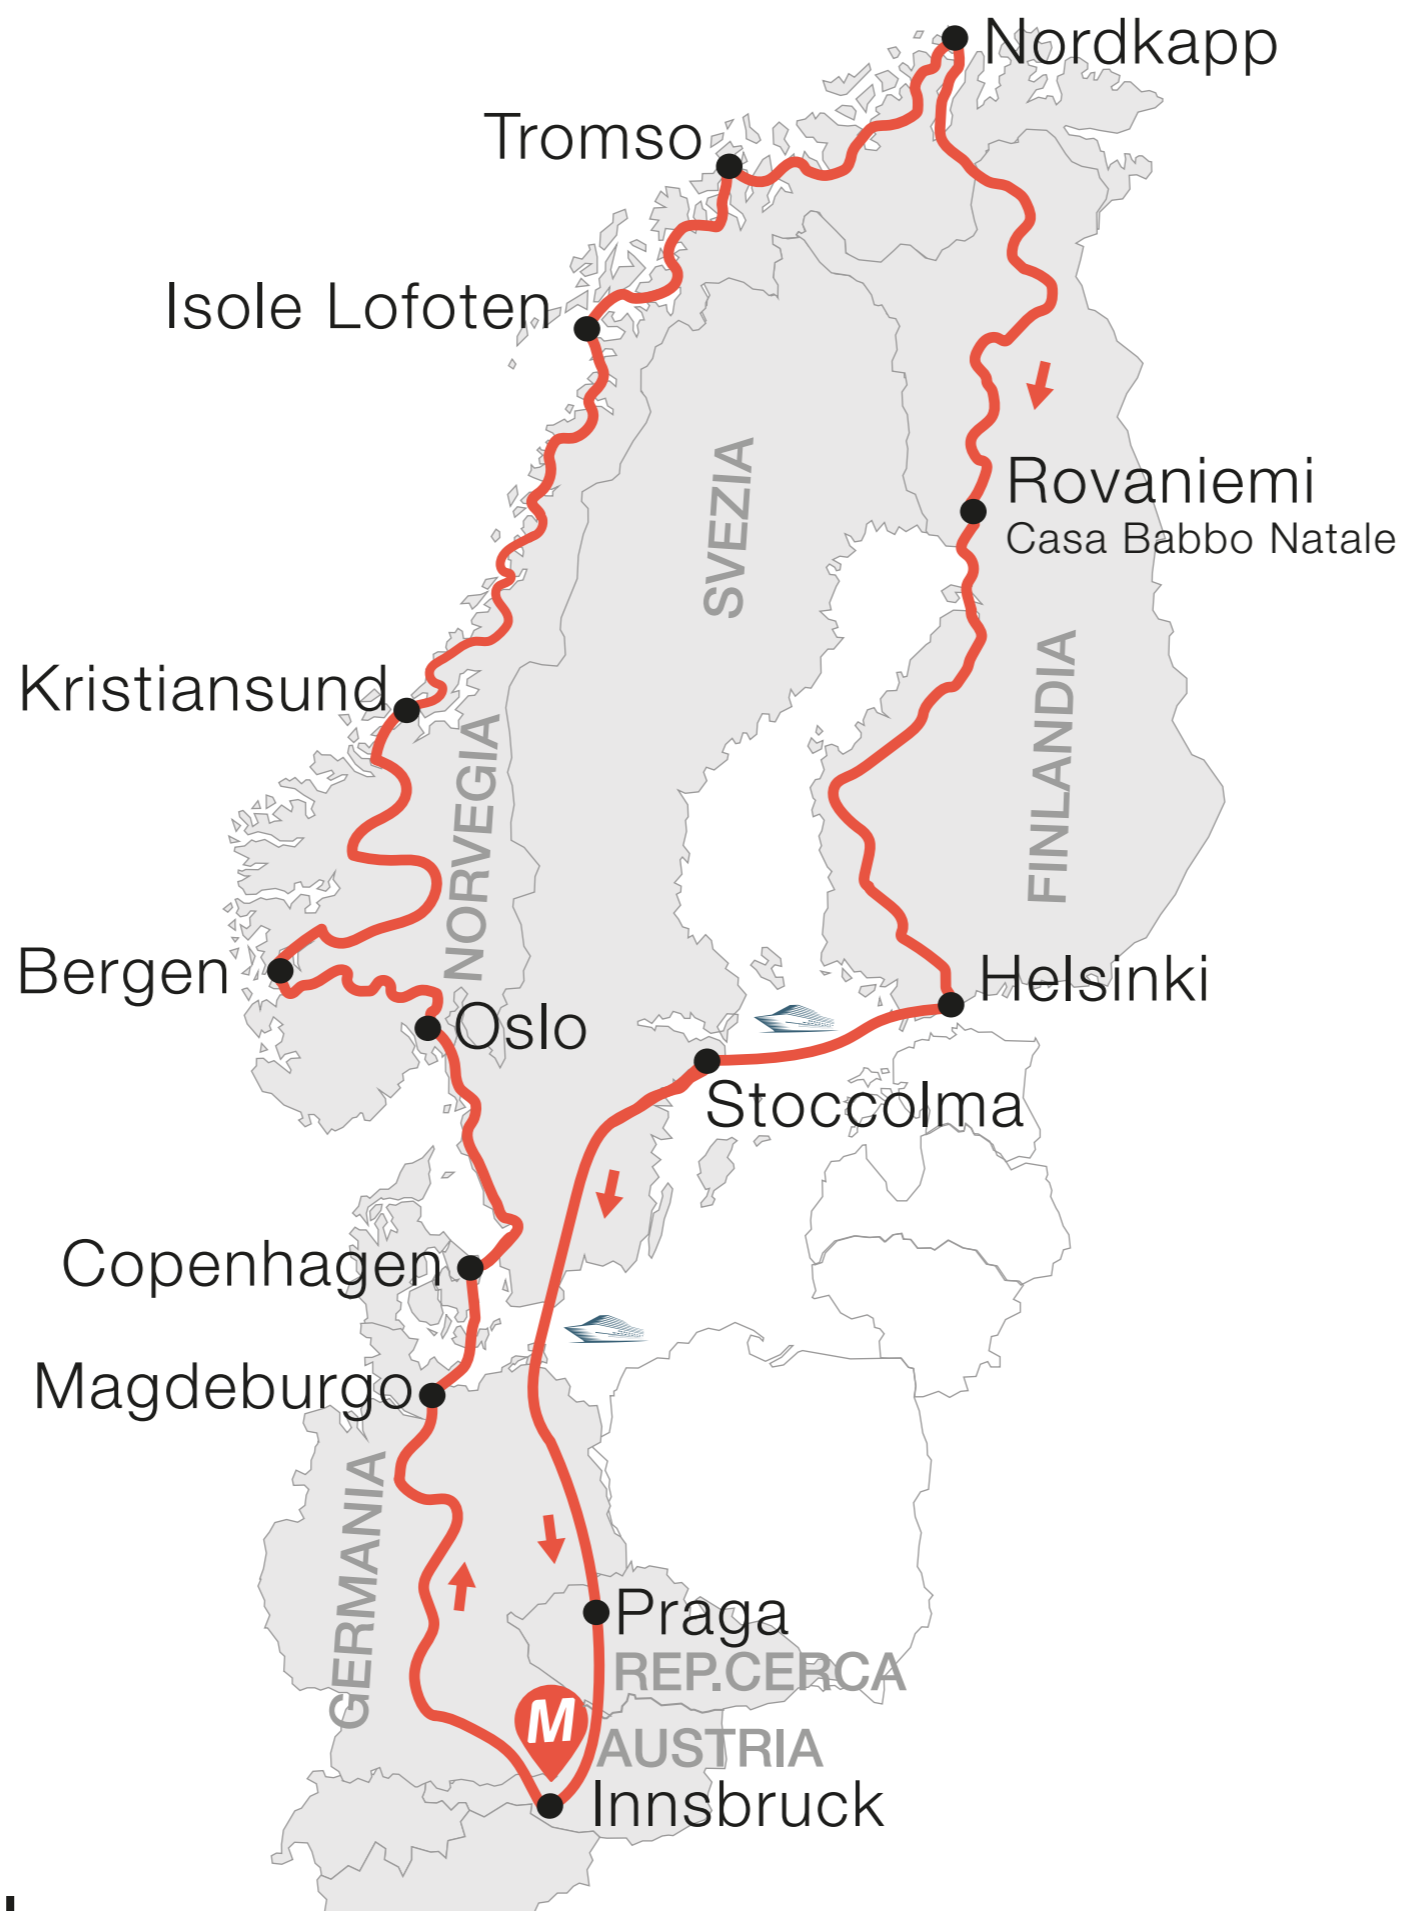 Nordkapp
Tromso
Isole Lofoten
SVEZIA
Rovaniemi
Casa Babbo Natale
FINLANDIA
Kristiansund
NORVEGIA
Bergen
Helsinki
Oslo
Stoccolma
Copenhagen
Magdeburgo
GERMANIA
Praga
REP.CERCA
M
AUSTRIA
Innsbruck